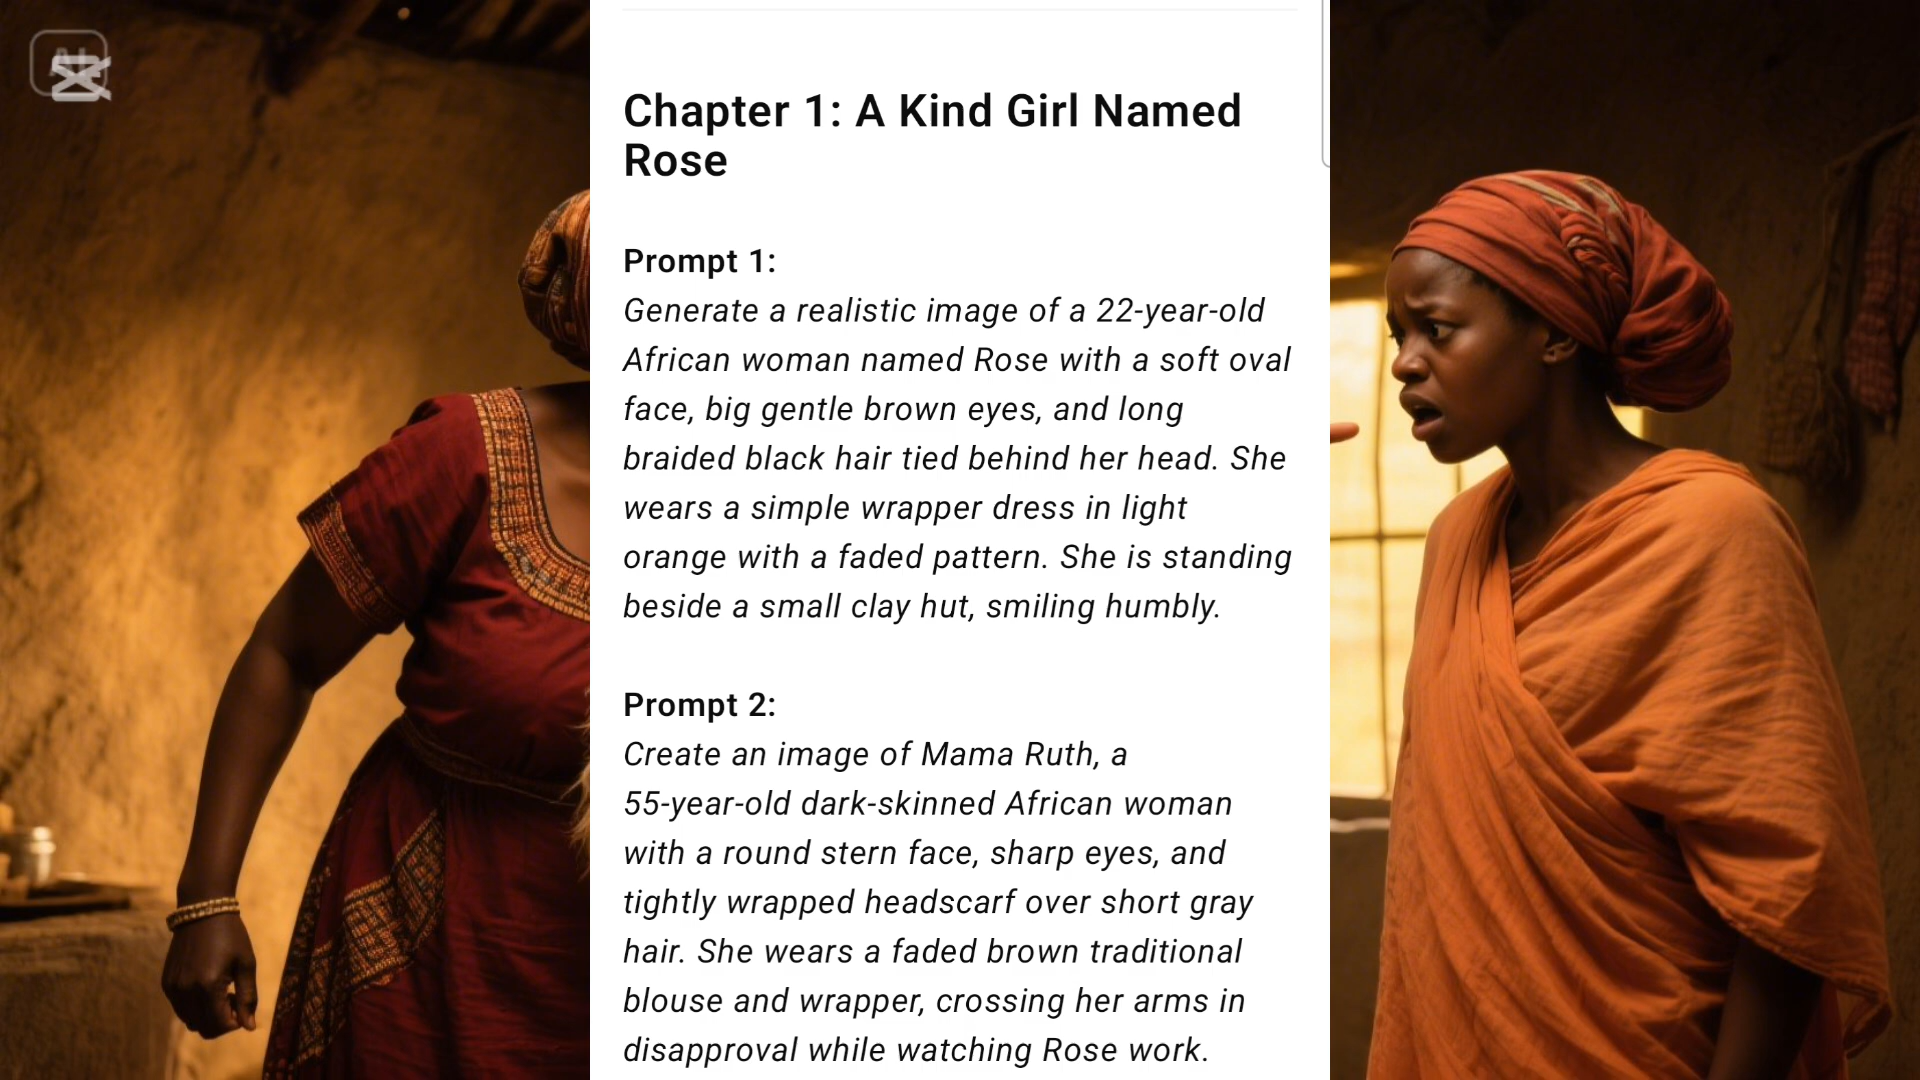 Chapter 1: A Kind Girl Named
Rose
Prompt 1:
Generate a realistic image of a 22-year-old
African woman named Rose with a soft oval
face, big gentle brown eyes, and long
braided black hair tied behind her head. She
wears a simple wrapper dress in light
orange with a faded pattern. She is standing
beside a small clay hut, smiling humbly.
Prompt 2:
Create an image of Mama Ruth, a
55-year-old dark-skinned African woman
with a round stern face, sharp eyes, and
tightly wrapped headscarf over short gray
hair. She wears a faded brown traditional
blouse and wrapper, crossing her arms in
disapproval while watching Rose work.